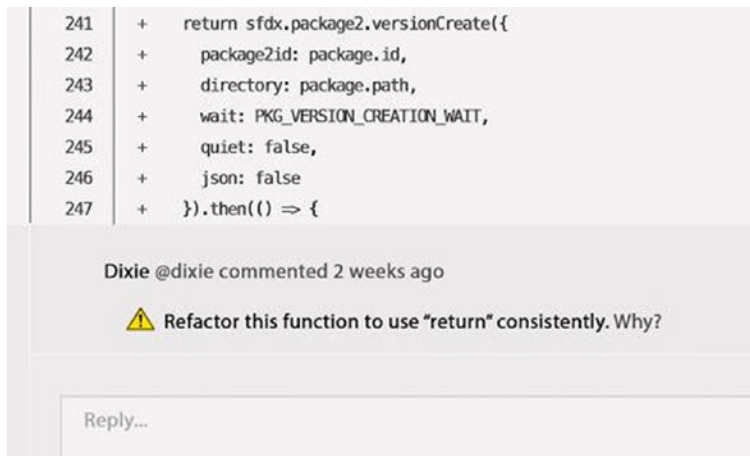 241 + return sfdx.package2.versionCreate({
242 + package2id: package.id,
243 + directory: package.path,
244 + wait: PKG_VERSION_CREATION_WAIT,
245 + quiet: false,
246 + json: false
247 + }).then(() => {
Dixie @dixie commented 2 weeks ago
Refactor this function to use “return” consistently. Why?
Reply...